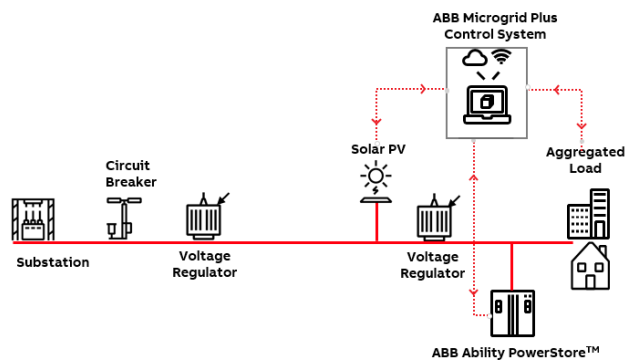 ABB Microgrid Plus
Control System
Solar PV
Aggregated
Load
Circuit
Breaker
Substation
Voltage
Regulator
Voltage
Regulator
ABB Ability PowerStore™